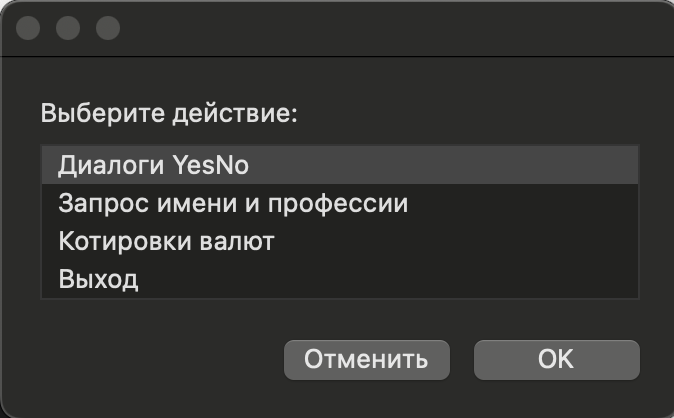 Выберите действие:
Диалоги YesNo
Запрос имени и профессии
Котировки валют
Выход
Отменить
OK